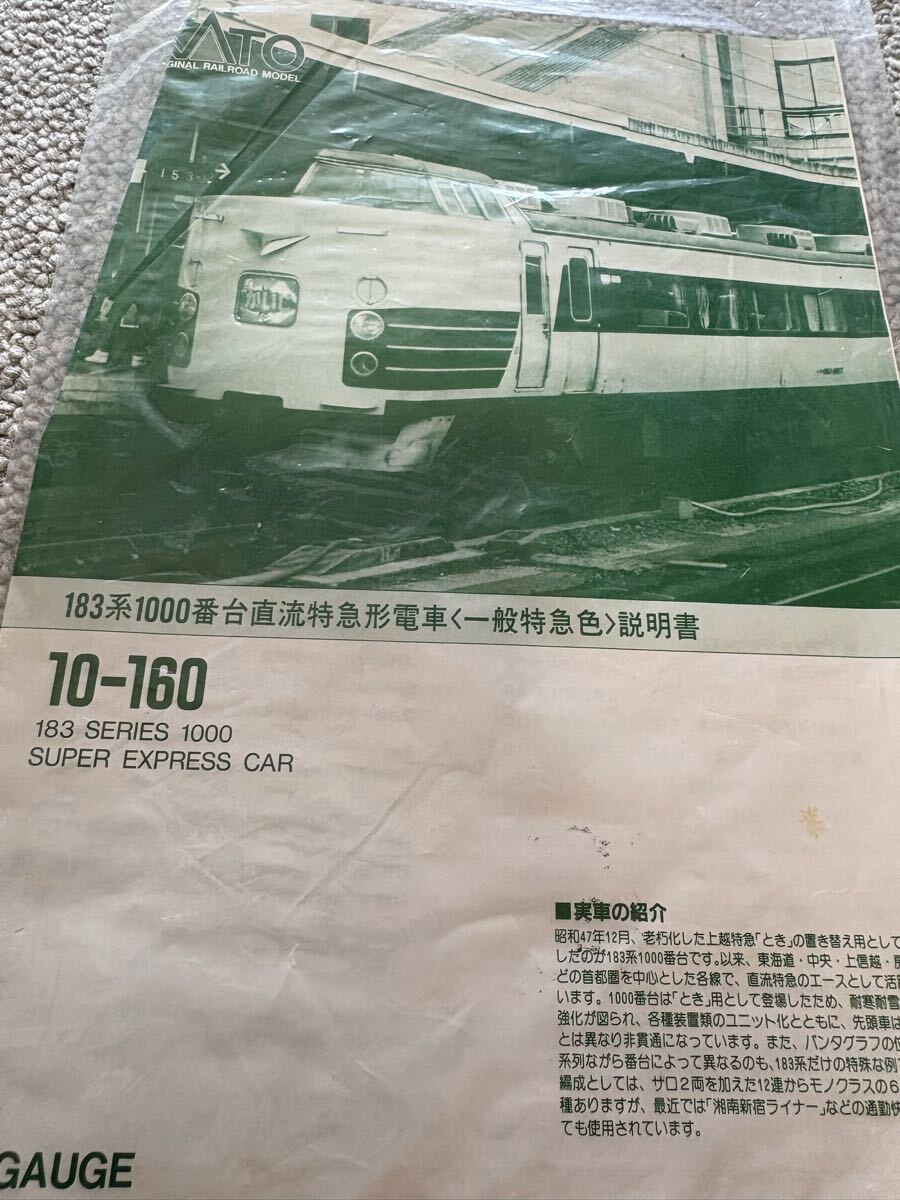 KATO
GINAL RAILROAD MODEL
153
183系1000番台直流特急形電車〈一般特急色〉説明書
10-160
183 SERIES 1000
SUPER EXPRESS CAR
■実車の紹介
昭和47年12月、老朽化した上越特急「とき」の置き替え用として
したのが183系1000番台です。以来、東海道・中央・上信越・房
どの首都圏を中心とした各線で、直流特急のエースとして活躍
います。1000番台は「とき」用として登場したため、耐寒耐雪
強化が図られ、各種装置類のユニット化とともに、先頭車は
とは異なり非貫通になっています。また、パンタグラフの位
系列ながら番台によって異なるのも、183系だけの特殊な例で
編成としては、サロ2両を加えた12連からモノクラスの6
種ありますが、最近では「湘南新宿ライナー」などの通勤快
ても使用されています。
GAUGE